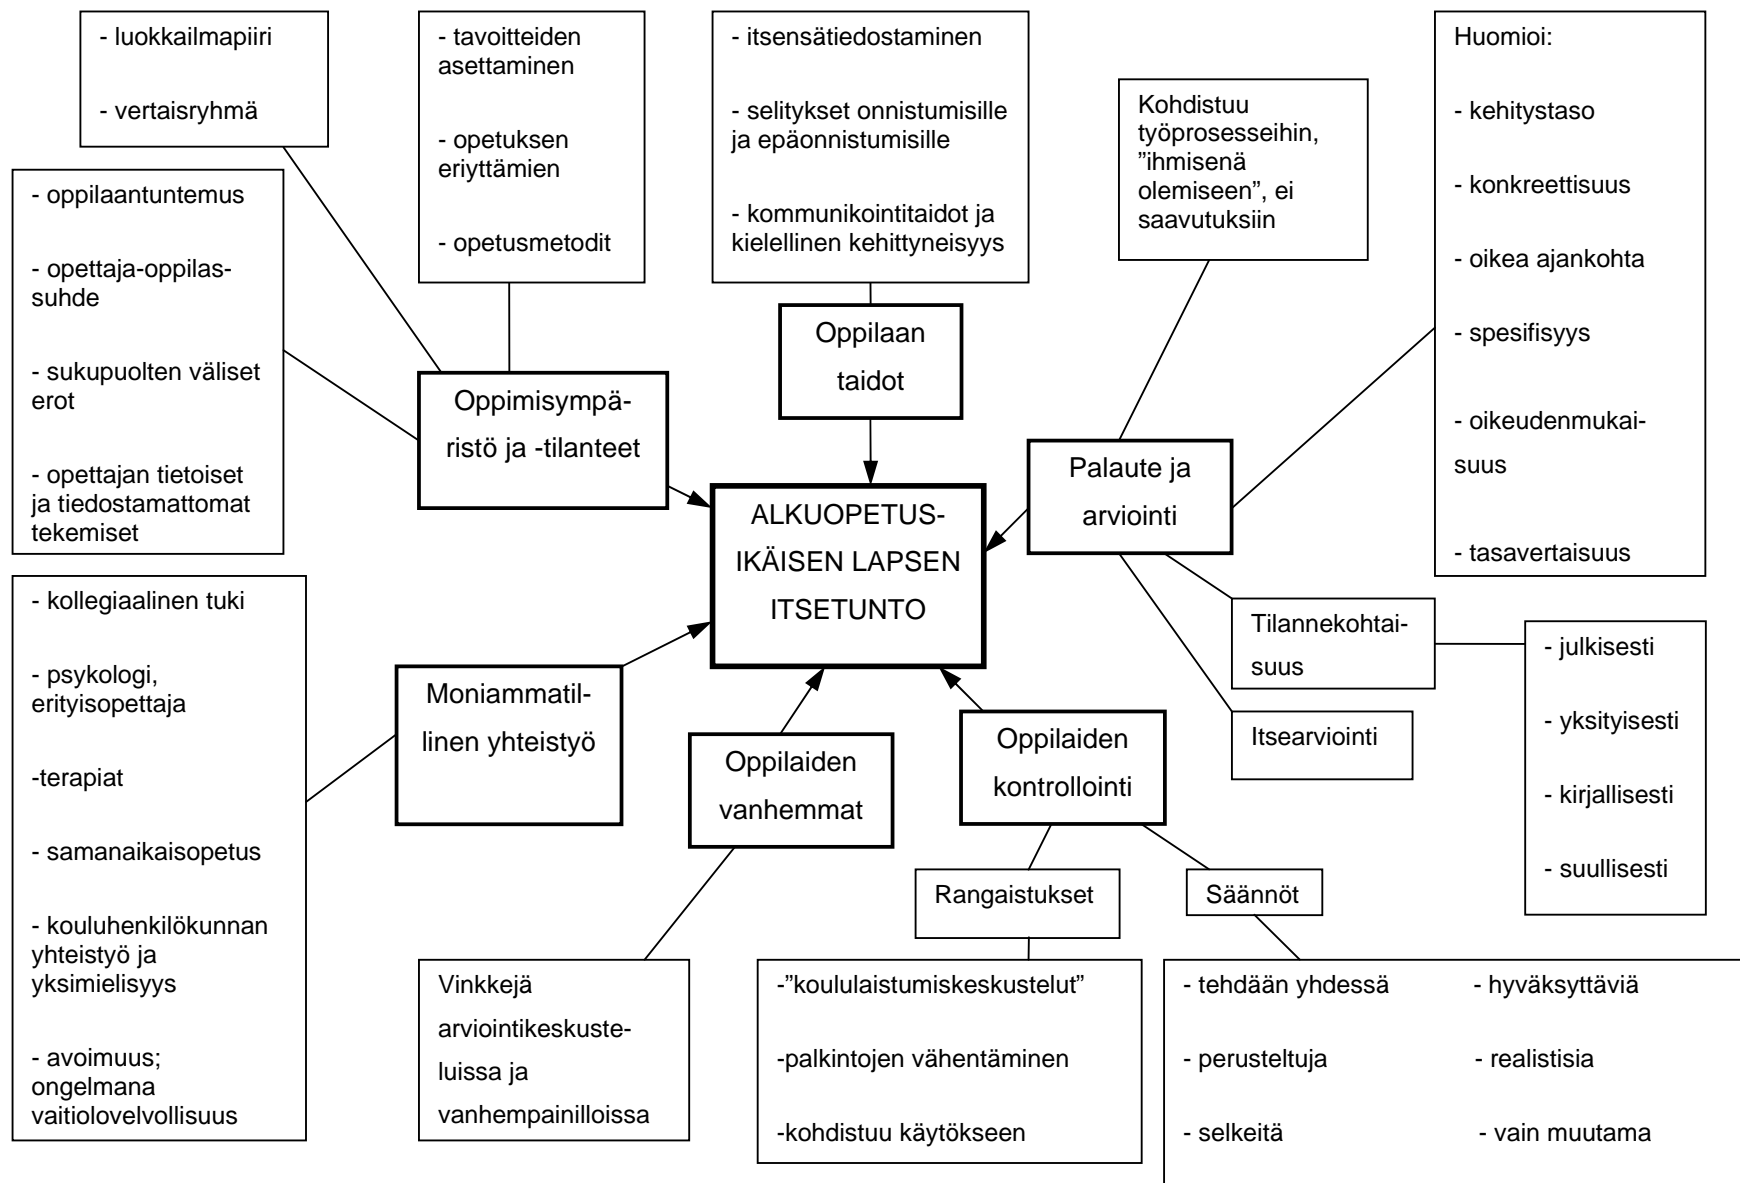 - luokkailmapiiri
- vertaisryhmä
- tavoitteiden
asettaminen
- opetuksen
eriyttämien
- opetusmetodit
- itsensätiedostaminen
- selitykset onnistumisille
ja epäonnistumisille
- kommunikointitaidot ja
kielellinen kehittyneisyys
Kohdistuu
työprosesseihin,
”ihmisenä
olemiseen”, ei
saavutuksiin
Huomioi:
- kehitystaso
- konkreettisuus
- oikea ajankohta
- spesifisyys
- oikeudenmukai-
suus
- tasavertaisuus
- oppilaantuntemus
- opettaja-oppilas-
suhde
- sukupuolten väliset
erot
- opettajan tietoiset
ja tiedostamattomat
tekemiset
Oppimisympä-
ristö ja -tilanteet
Oppilaan
taidot
Palaute ja
arviointi
ALKUOPETUS-
IKÄISEN LAPSEN
ITSETUNTO
- kollegiaalinen tuki
- psykologi,
erityisopettaja
-terapiat
- samanaikaisopetus
- kouluhenkilökunnan
yhteistyö ja
yksimielisyys
- avoimuus;
ongelmana
vaitiolovelvollisuus
Moniammatil-
linen yhteistyö
Oppilaiden
vanhemmat
Oppilaiden
kontrollointi
Tilannekohtai-
suus
Itsearviointi
- julkisesti
- yksityisesti
- kirjallisesti
- suullisesti
Rangaistukset
Säännöt
Vinkkejä
arviointikeskuste-
luissa ja
vanhempainilloissa
-”koululaistumiskeskustelut”
-palkintojen vähentäminen
-kohdistuu käytökseen
- tehdään yhdessä - hyväksyttäviä
- perusteltuja - realistisia
- selkeitä - vain muutama